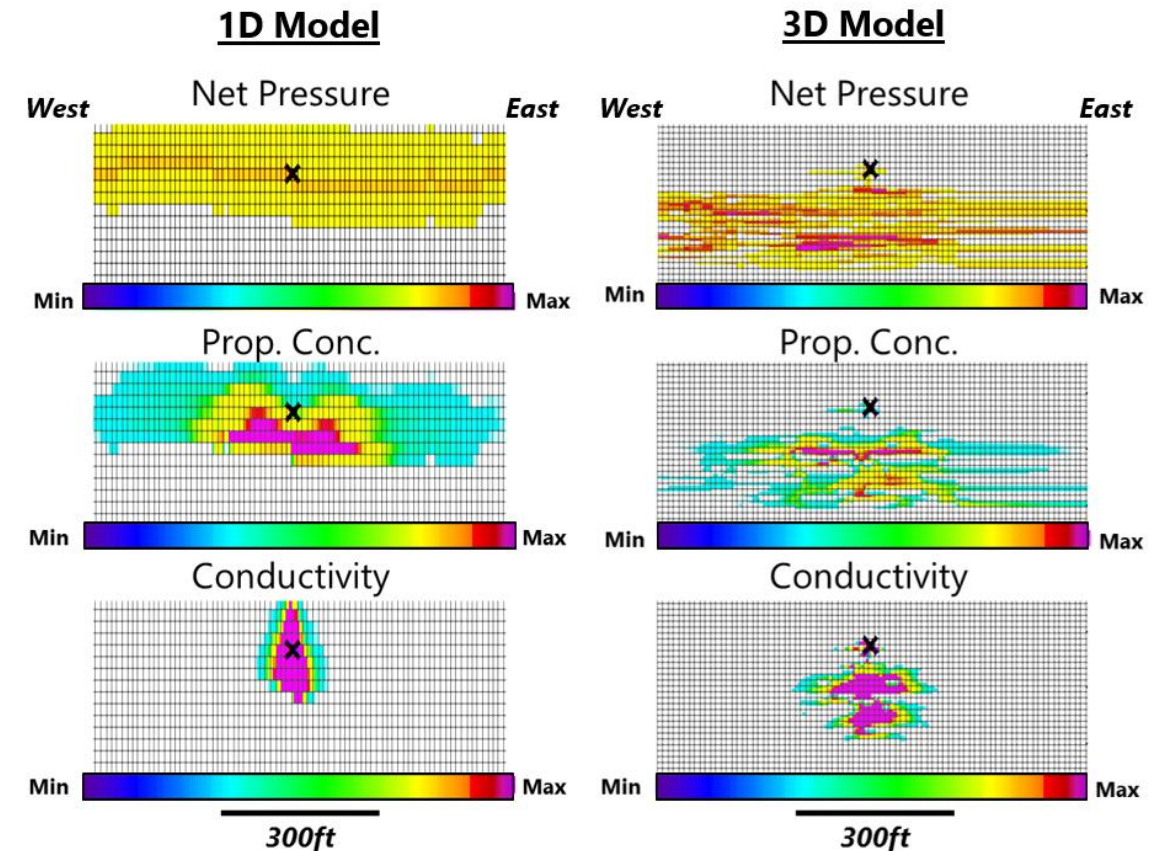 1D Model
3D Model
Net Pressure
Net Pressure
West
East
West
East
X
X
Min
Max
Min
Max
Prop. Conc.
Prop. Conc.
X
X
Min
Max
Min
Max
Conductivity
Conductivity
X
X
Min
Max
Min
Max
300ft
300ft